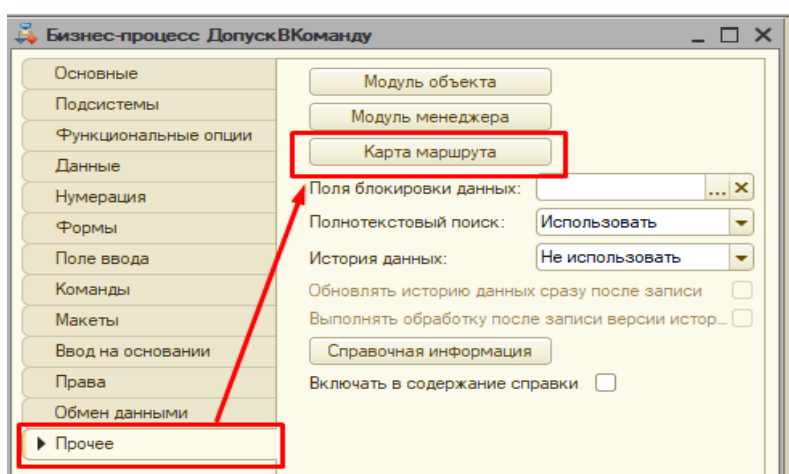 Бизнес-процесс ДопускВКоманду
Основные
Подсистемы
Функциональные опции
Данные
Нумерация
Формы
Поле ввода
Команды
Макеты
Ввод на основании
Права
Обмен данными
Прочее
Модуль объекта
Модуль менеджера
Карта маршрута
Поля блокировки данных:
Полнотекстовый поиск: Использовать
История данных: Не использовать
Обновлять историю данных сразу после записи
Выполнять обработку после записи версии истор...
Справочная информация
Включать в содержание справки